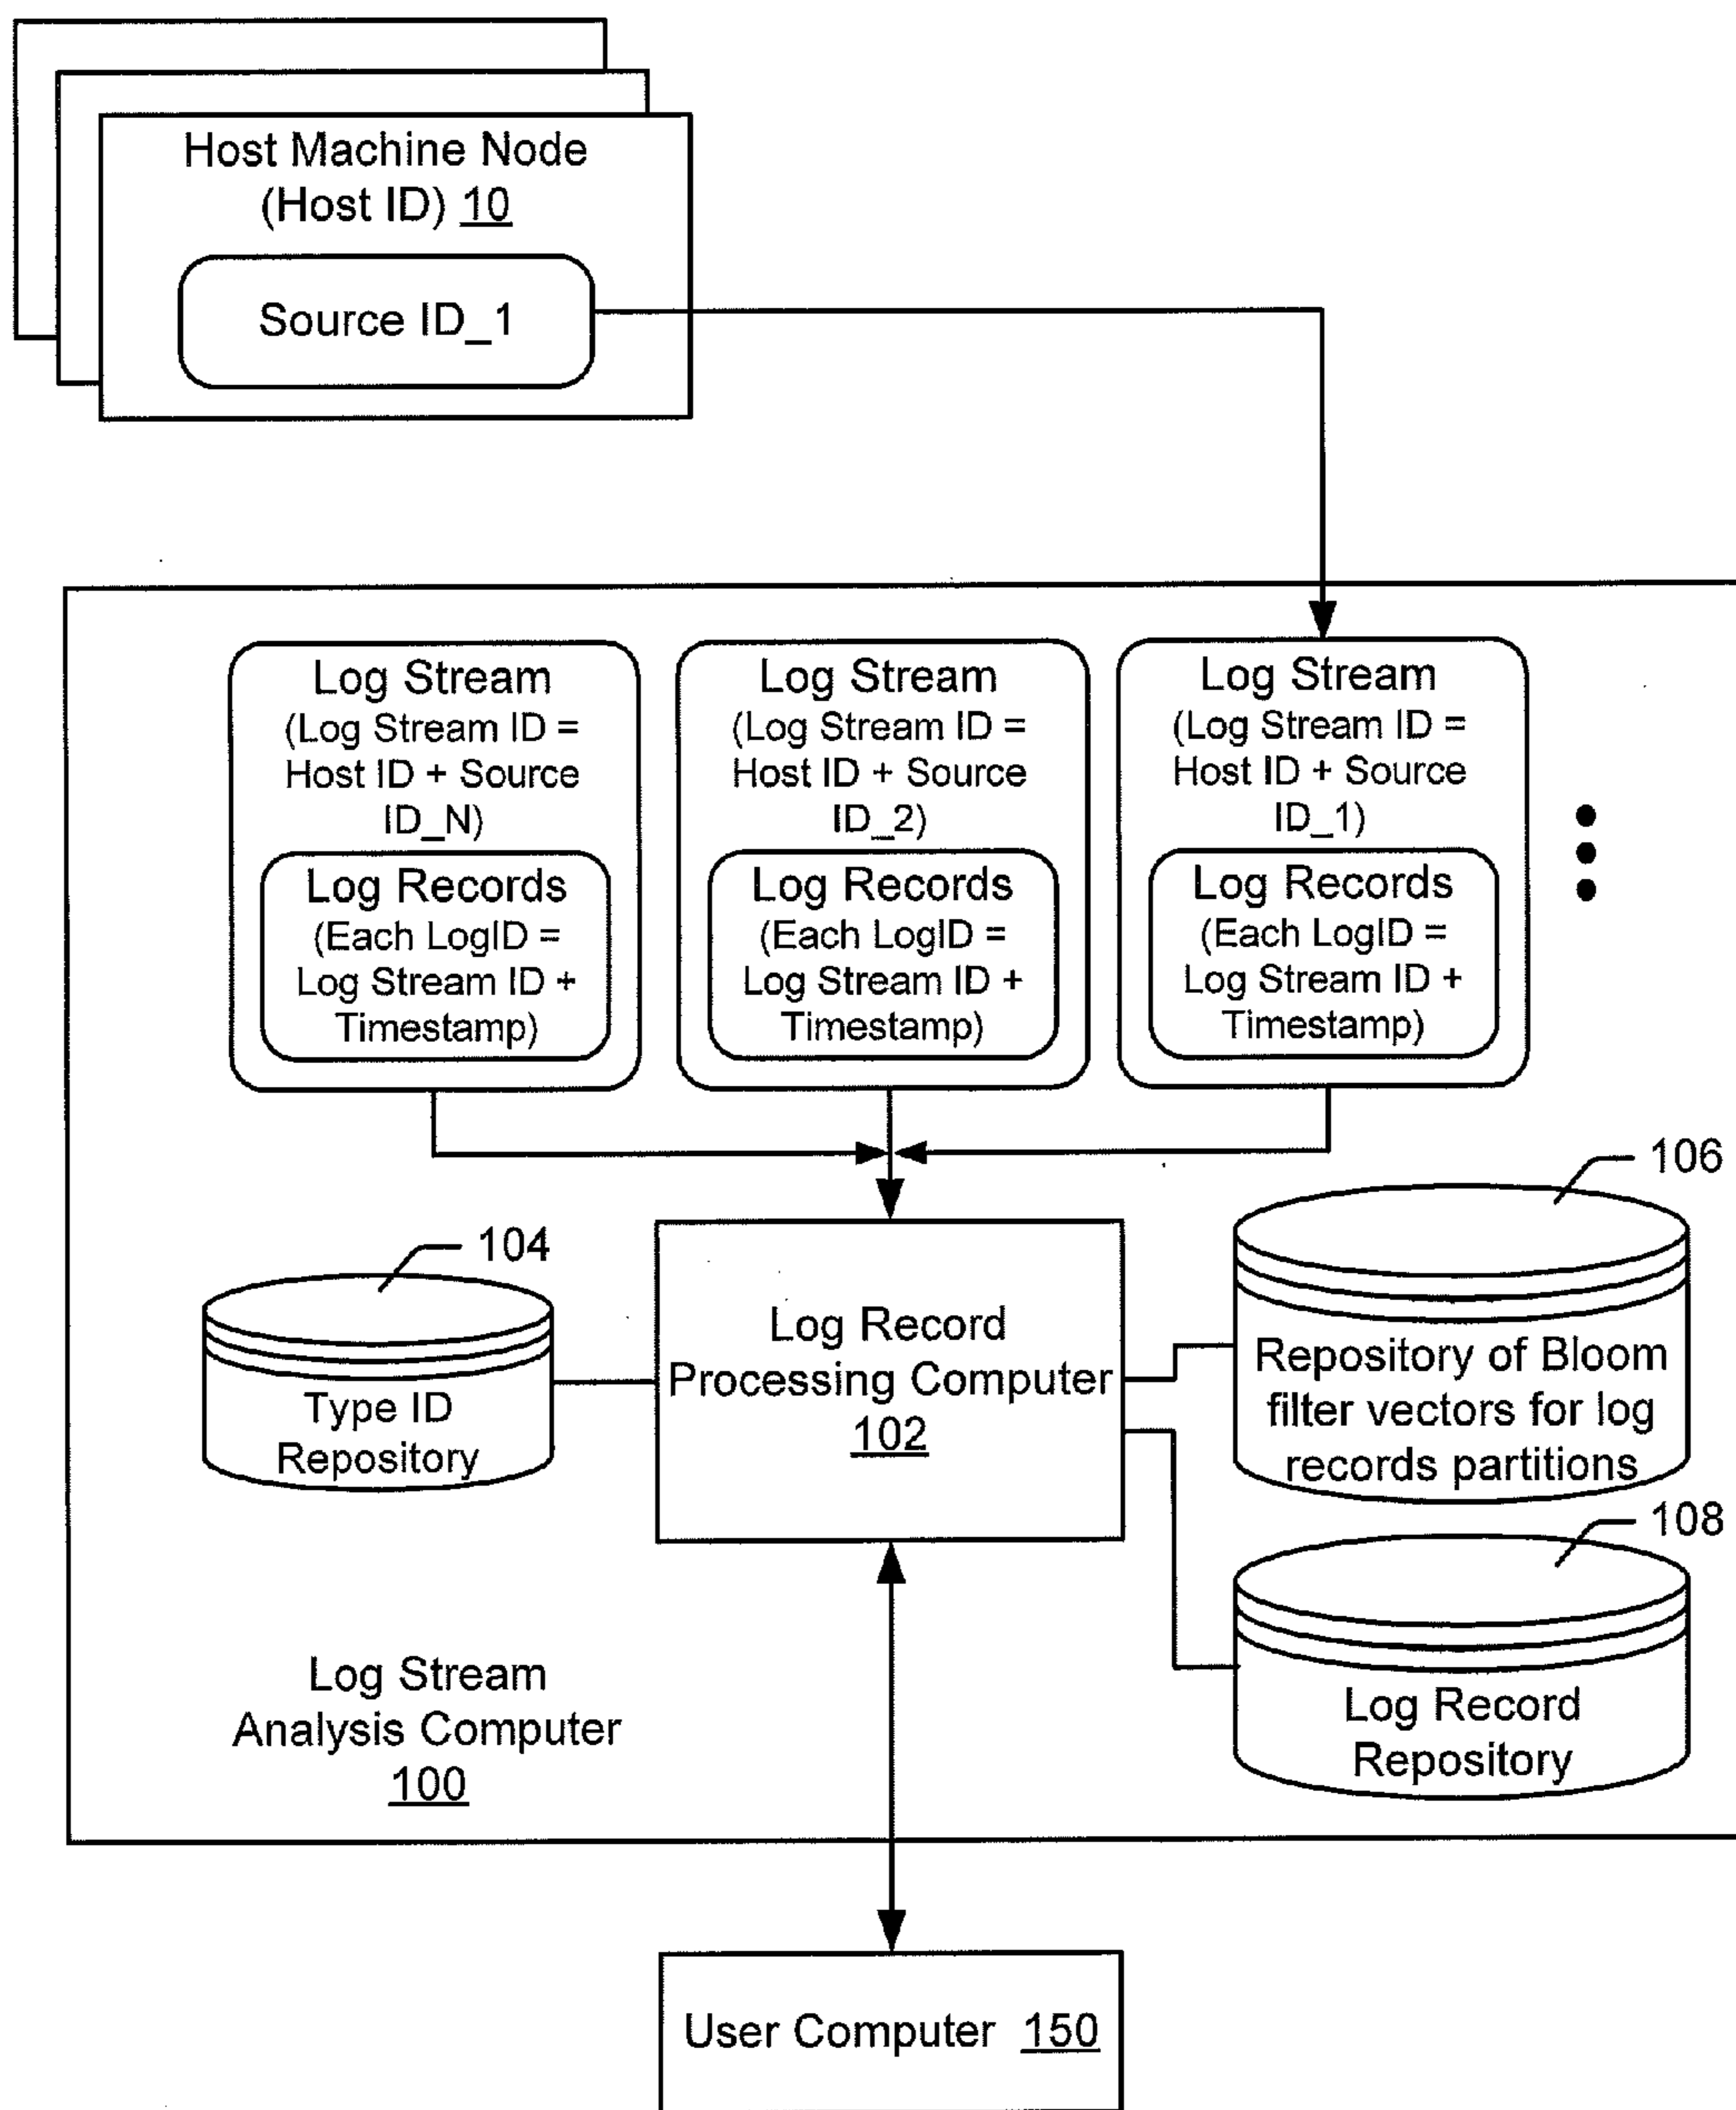 Host Machine Node
(Host ID) 10
Source ID_1
Log Stream
(Log Stream ID =
Host ID + Source
ID_N)
Log Records
(Each LogID =
Log Stream ID +
Timestamp)
Log Stream
(Log Stream ID =
Host ID + Source
ID_2)
Log Records
(Each LogID =
Log Stream ID +
Timestamp)
Log Stream
(Log Stream ID =
Host ID + Source
ID_1)
Log Records
(Each LogID =
Log Stream ID +
Timestamp)
104
Type ID
Repository
Log Record
Processing Computer
102
106
Repository of Bloom
filter vectors for log
records partitions
108
Log Record
Repository
Log Stream
Analysis Computer
100
User Computer 150